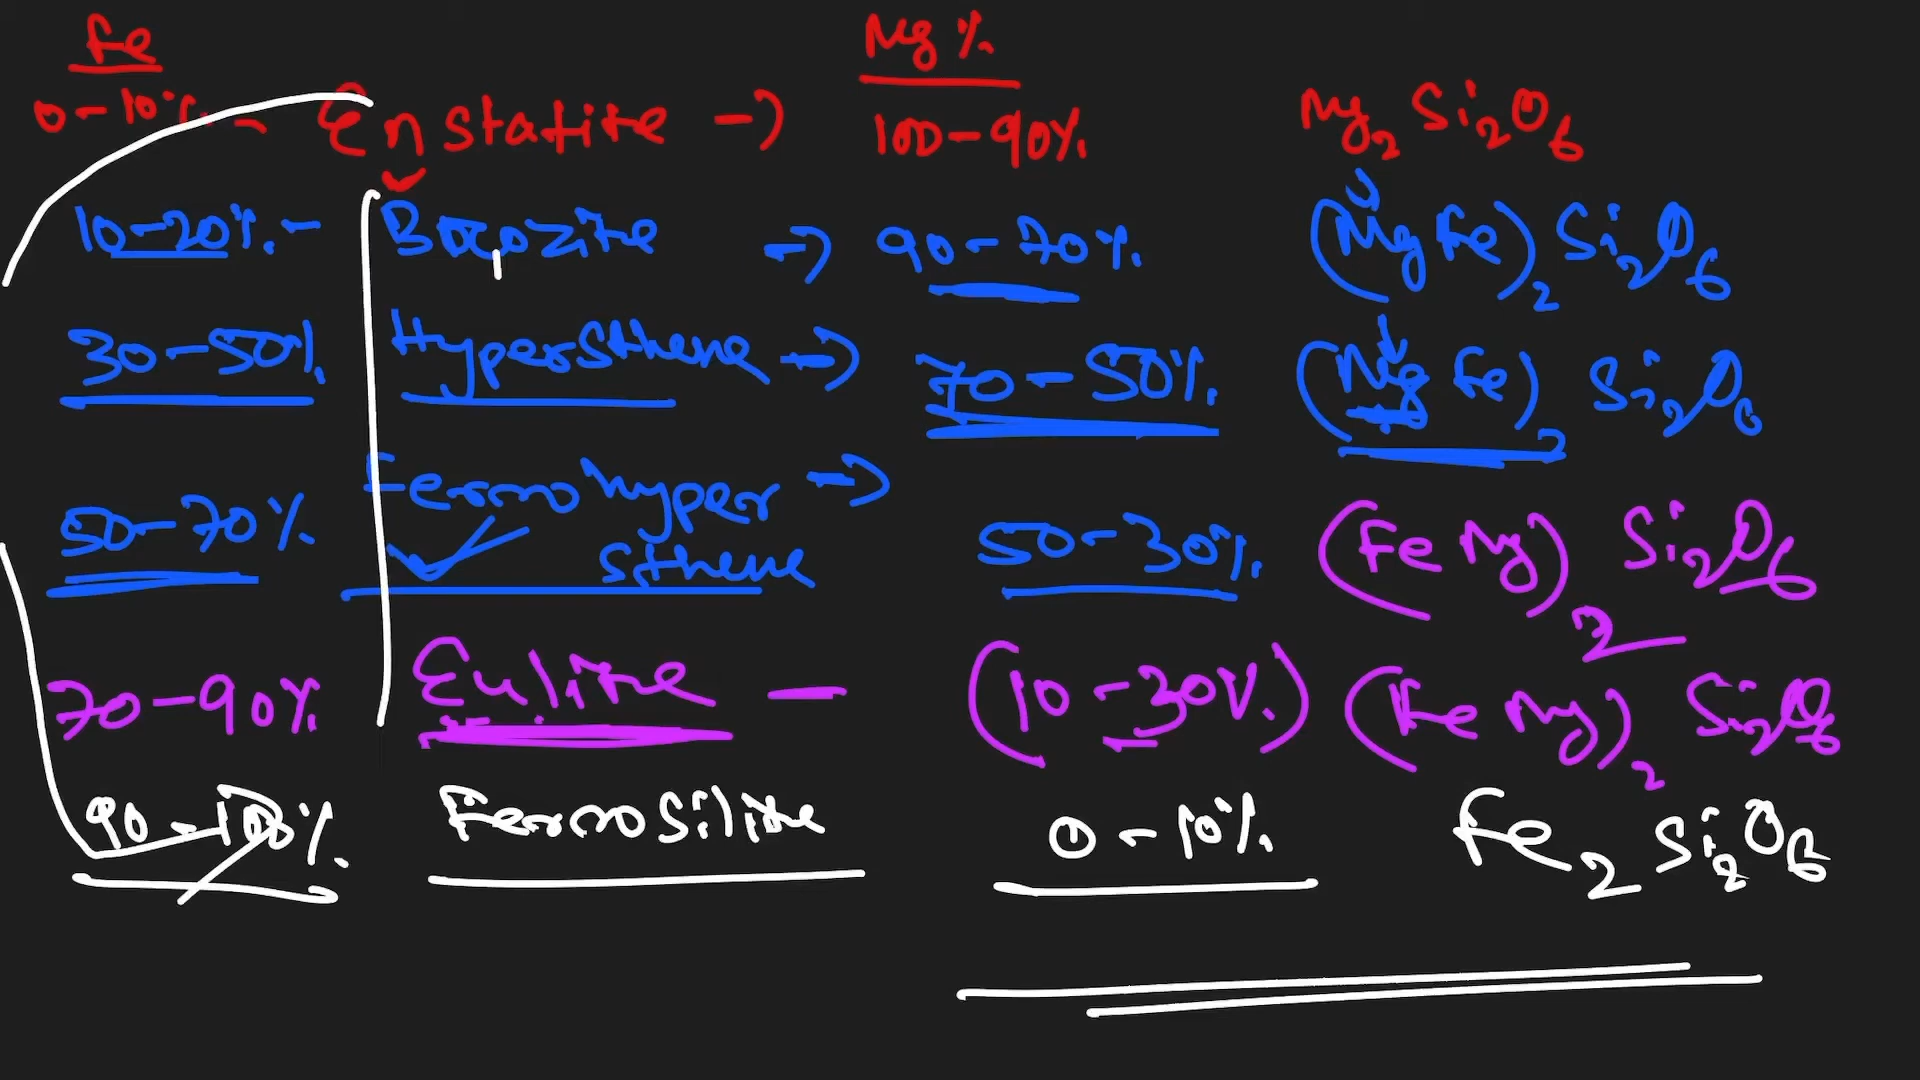 Fe Mg %
0-10% - Enstatite → 100-90% Mg2 Si2O6
10-20% - Bronzite → 90-70% (Mg Fe)2 Si2O6
30-50% Hypersthene → 70-50% (Mg Fe)2 Si2O6
50-70% Ferrohyper → 50-30% (Fe Mg)2 Si2O6
Sthene
70-90% Eulite — (10-30%) (Fe Mg)2 Si2O6
90-100% Ferrosilite 0-10% Fe2 Si2O6